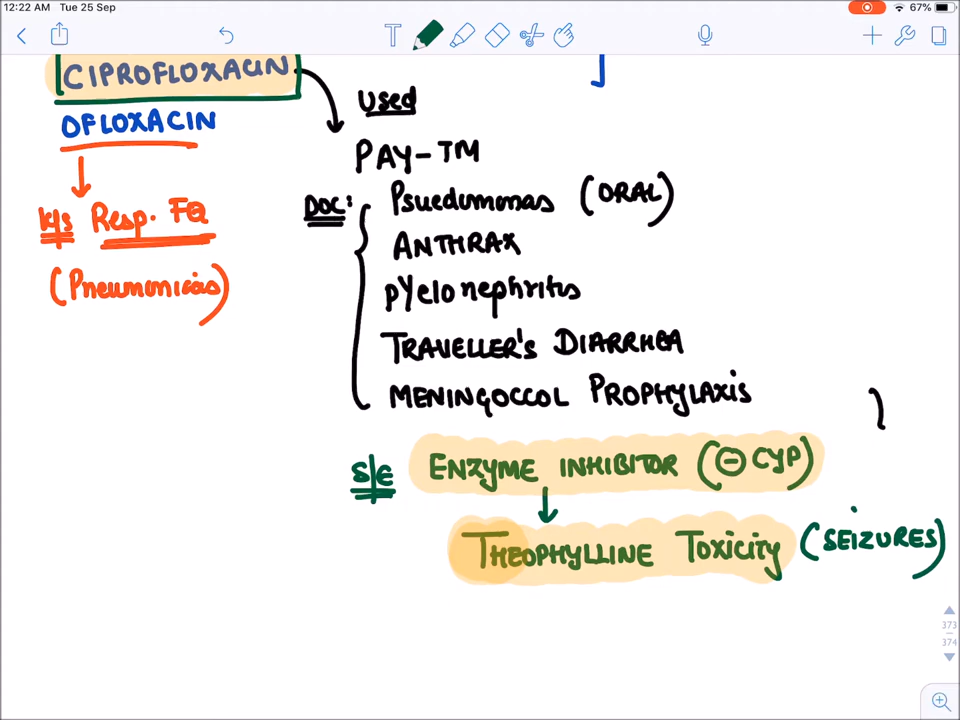 12:22 AM Tue 25 Sep
67%
T
CIPROFLOXACIN
OFLOXACIN
K/s Resp. FQ
(Pneumonias)
Used
PAY-TM
DOC:
Psuedomonas (ORAL)
ANTHRAX
pYelonephritis
TRAVELLER's DIARRHEA
MENINGOCCOL PROPHYLAXIS
S/E ENZYME INHIBITOR (⊖ CYP)
THEOPHYLLINE TOXICITY (SEIZURES)
373
374